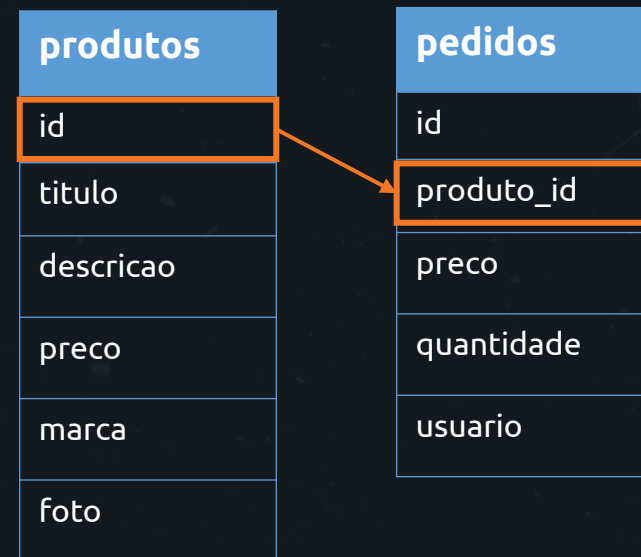 produtos
id
titulo
descricao
preco
marca
foto
pedidos
id
produto_id
preco
quantidade
usuario